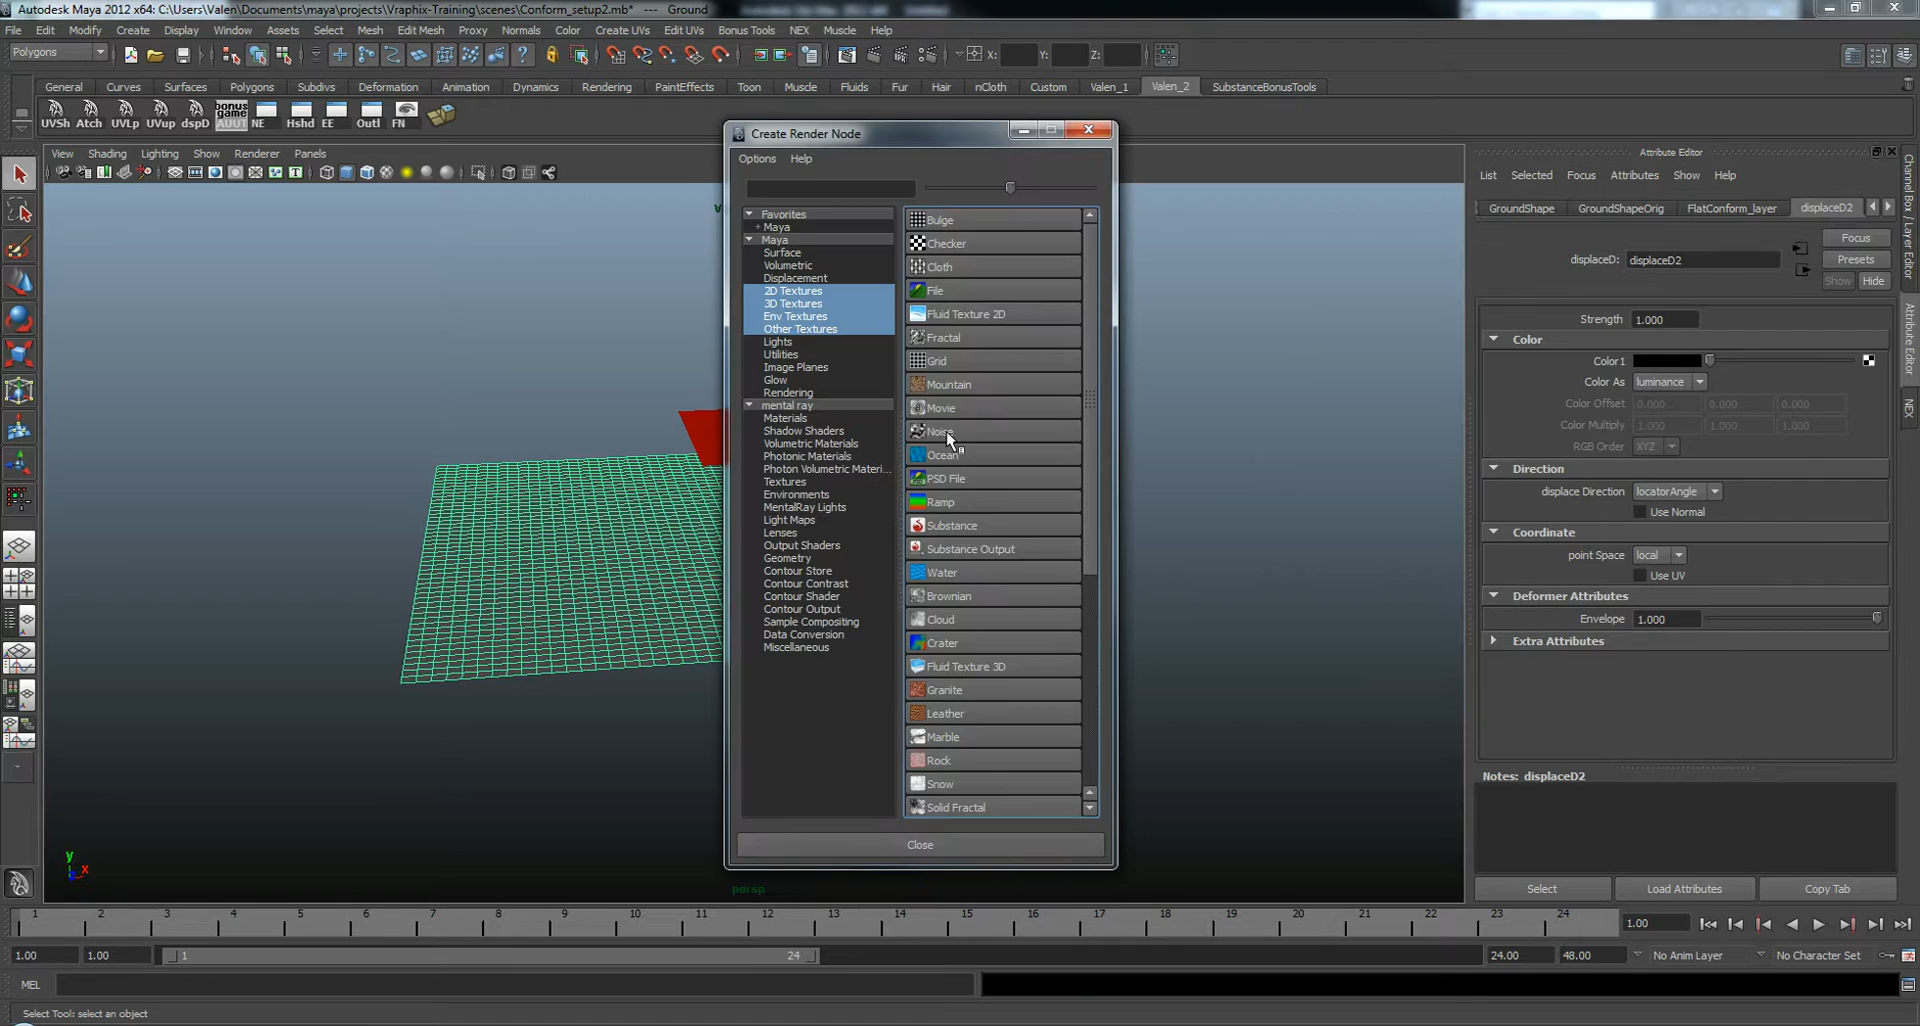 Autodesk Maya 2012 x64: C:\Users\Valen\Documents\maya\projects\Vraphix-Training\scenes\Conform_setup2.mb* --- Ground
File Edit Modify Create Display Window Assets Select Mesh Edit Mesh Proxy Normals Color Create UVs Edit UVs Bonus Tools NEX Muscle Help
Polygons X: Y: Z:
General Curves Surfaces Polygons Subdivs Deformation Animation Dynamics Rendering PaintEffects Toon Muscle Fluids Fur Hair nCloth Custom Valen_1 Valen_2 SubstanceBonusTools
UVSh Atch UVLp UVup dspD bonus game AUUT NE Hshd EE Outl FN
View Shading Lighting Show Renderer Panels
Create Render Node
Options Help
Favorites
+ Maya
Maya
Surface
Volumetric
Displacement
2D Textures
3D Textures
Env Textures
Other Textures
Lights
Utilities
Image Planes
Glow
Rendering
mental ray
Materials
Shadow Shaders
Volumetric Materials
Photonic Materials
Photon Volumetric Materi...
Textures
Environments
MentalRay Lights
Light Maps
Lenses
Output Shaders
Geometry
Contour Store
Contour Contrast
Contour Shader
Contour Output
Sample Compositing
Data Conversion
Miscellaneous
Bulge
Checker
Cloth
File
Fluid Texture 2D
Fractal
Grid
Mountain
Movie
Noise
Ocean
PSD File
Ramp
Substance
Substance Output
Water
Brownian
Cloud
Crater
Fluid Texture 3D
Granite
Leather
Marble
Rock
Snow
Solid Fractal
Close
persp
y
x
Attribute Editor
List Selected Focus Attributes Show Help
GroundShape GroundShapeOrig FlatConform_layer displaceD2
displaceD: displaceD2
Focus
Presets
Show Hide
Strength 1.000
Color
Color1
Color As luminance
Color Offset 0.000 0.000 0.000
Color Multiply 1.000 1.000 1.000
RGB Order XYZ
Direction
displace Direction locatorAngle
Use Normal
Coordinate
point Space local
Use UV
Deformer Attributes
Envelope 1.000
Extra Attributes
Notes: displaceD2
Select Load Attributes Copy Tab
Channel Box / Layer Editor
Attribute Editor
NEX
1 2 3 4 5 6 7 8 9 10 11 12 13 14 15 16 17 18 19 20 21 22 23 24 1.00
1.00 1.00 1 24 24.00 48.00 No Anim Layer No Character Set
MEL
Select Tool: select an object